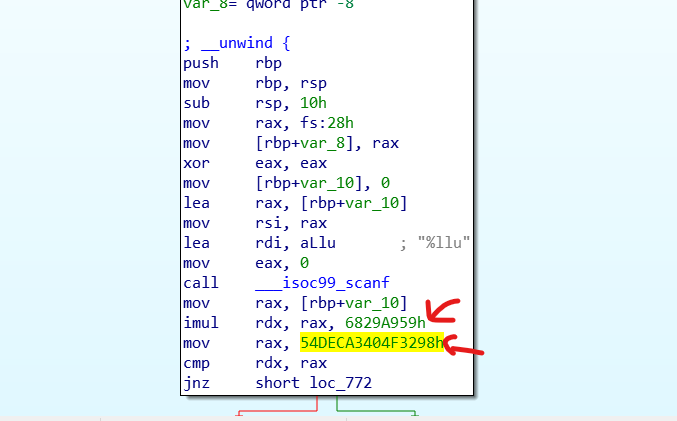 var_8= qword ptr -8
; __unwind {
push rbp
mov rbp, rsp
sub rsp, 10h
mov rax, fs:28h
mov [rbp+var_8], rax
xor eax, eax
mov [rbp+var_10], 0
lea rax, [rbp+var_10]
mov rsi, rax
lea rdi, aLlu ; "%llu"
mov eax, 0
call ___isoc99_scanf
mov rax, [rbp+var_10]
imul rdx, rax, 6829A959h
mov rax, 54DECA3404F3298h
cmp rdx, rax
jnz short loc_772